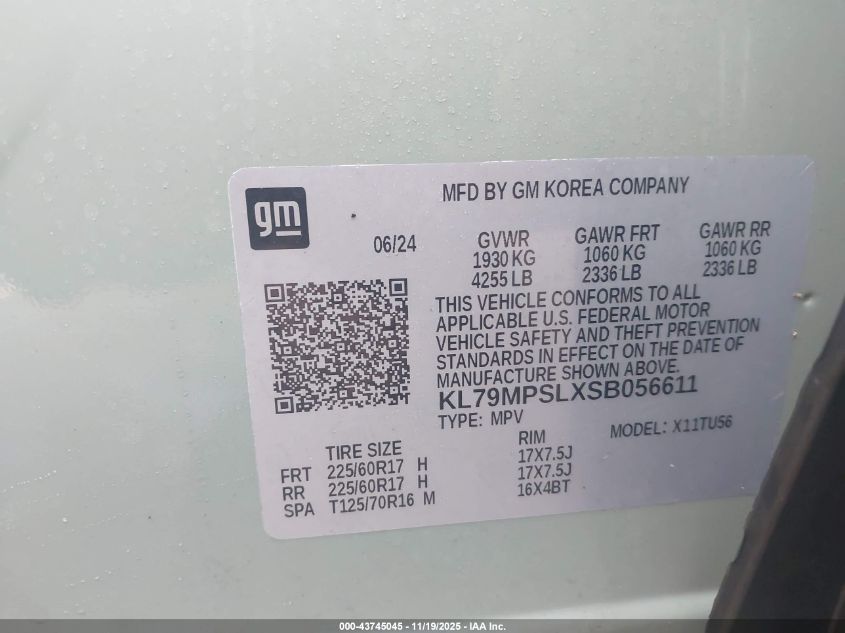 gm
MFD BY GM KOREA COMPANY
06/24
GVWR GAWR FRT GAWR RR
1930 KG 1060 KG 1060 KG
4255 LB 2336 LB 2336 LB
THIS VEHICLE CONFORMS TO ALL
APPLICABLE U.S. FEDERAL MOTOR
VEHICLE SAFETY AND THEFT PREVENTION
STANDARDS IN EFFECT ON THE DATE OF
MANUFACTURE SHOWN ABOVE.
KL79MPSLXSB056611
TYPE: MPV MODEL: X11TU56
TIRE SIZE RIM
FRT 225/60R17 H 17X7.5J
RR 225/60R17 H 17X7.5J
SPA T125/70R16 M 16X4BT
000-43745045 - 11/19/2025 - IAA Inc.